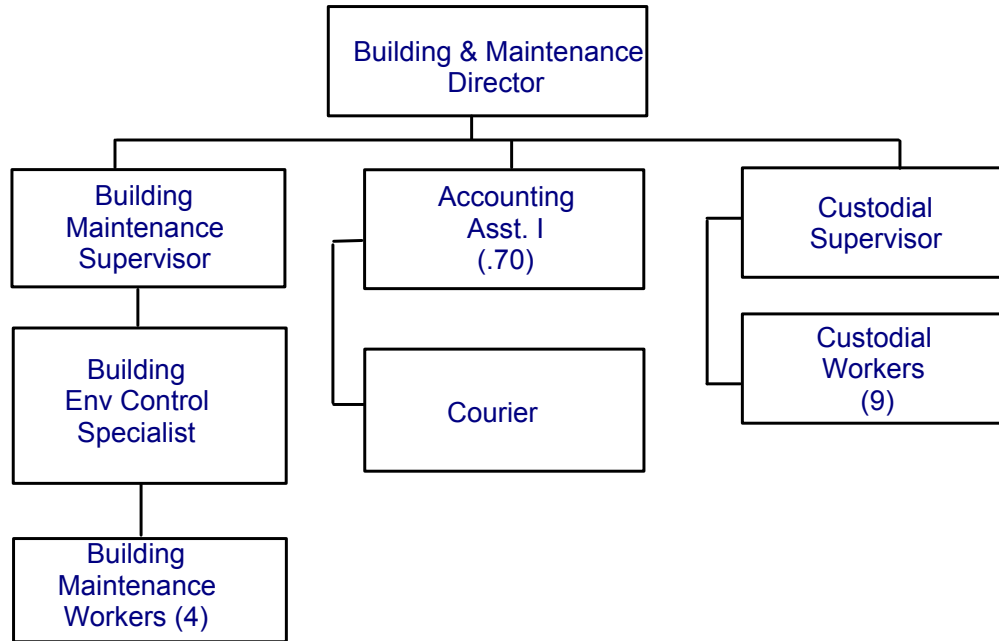 Building & Maintenance
Director
Building
Maintenance
Supervisor
Accounting
Asst. I
(.70)
Custodial
Supervisor
Building
Env Control
Specialist
Courier
Custodial
Workers
(9)
Building
Maintenance
Workers (4)